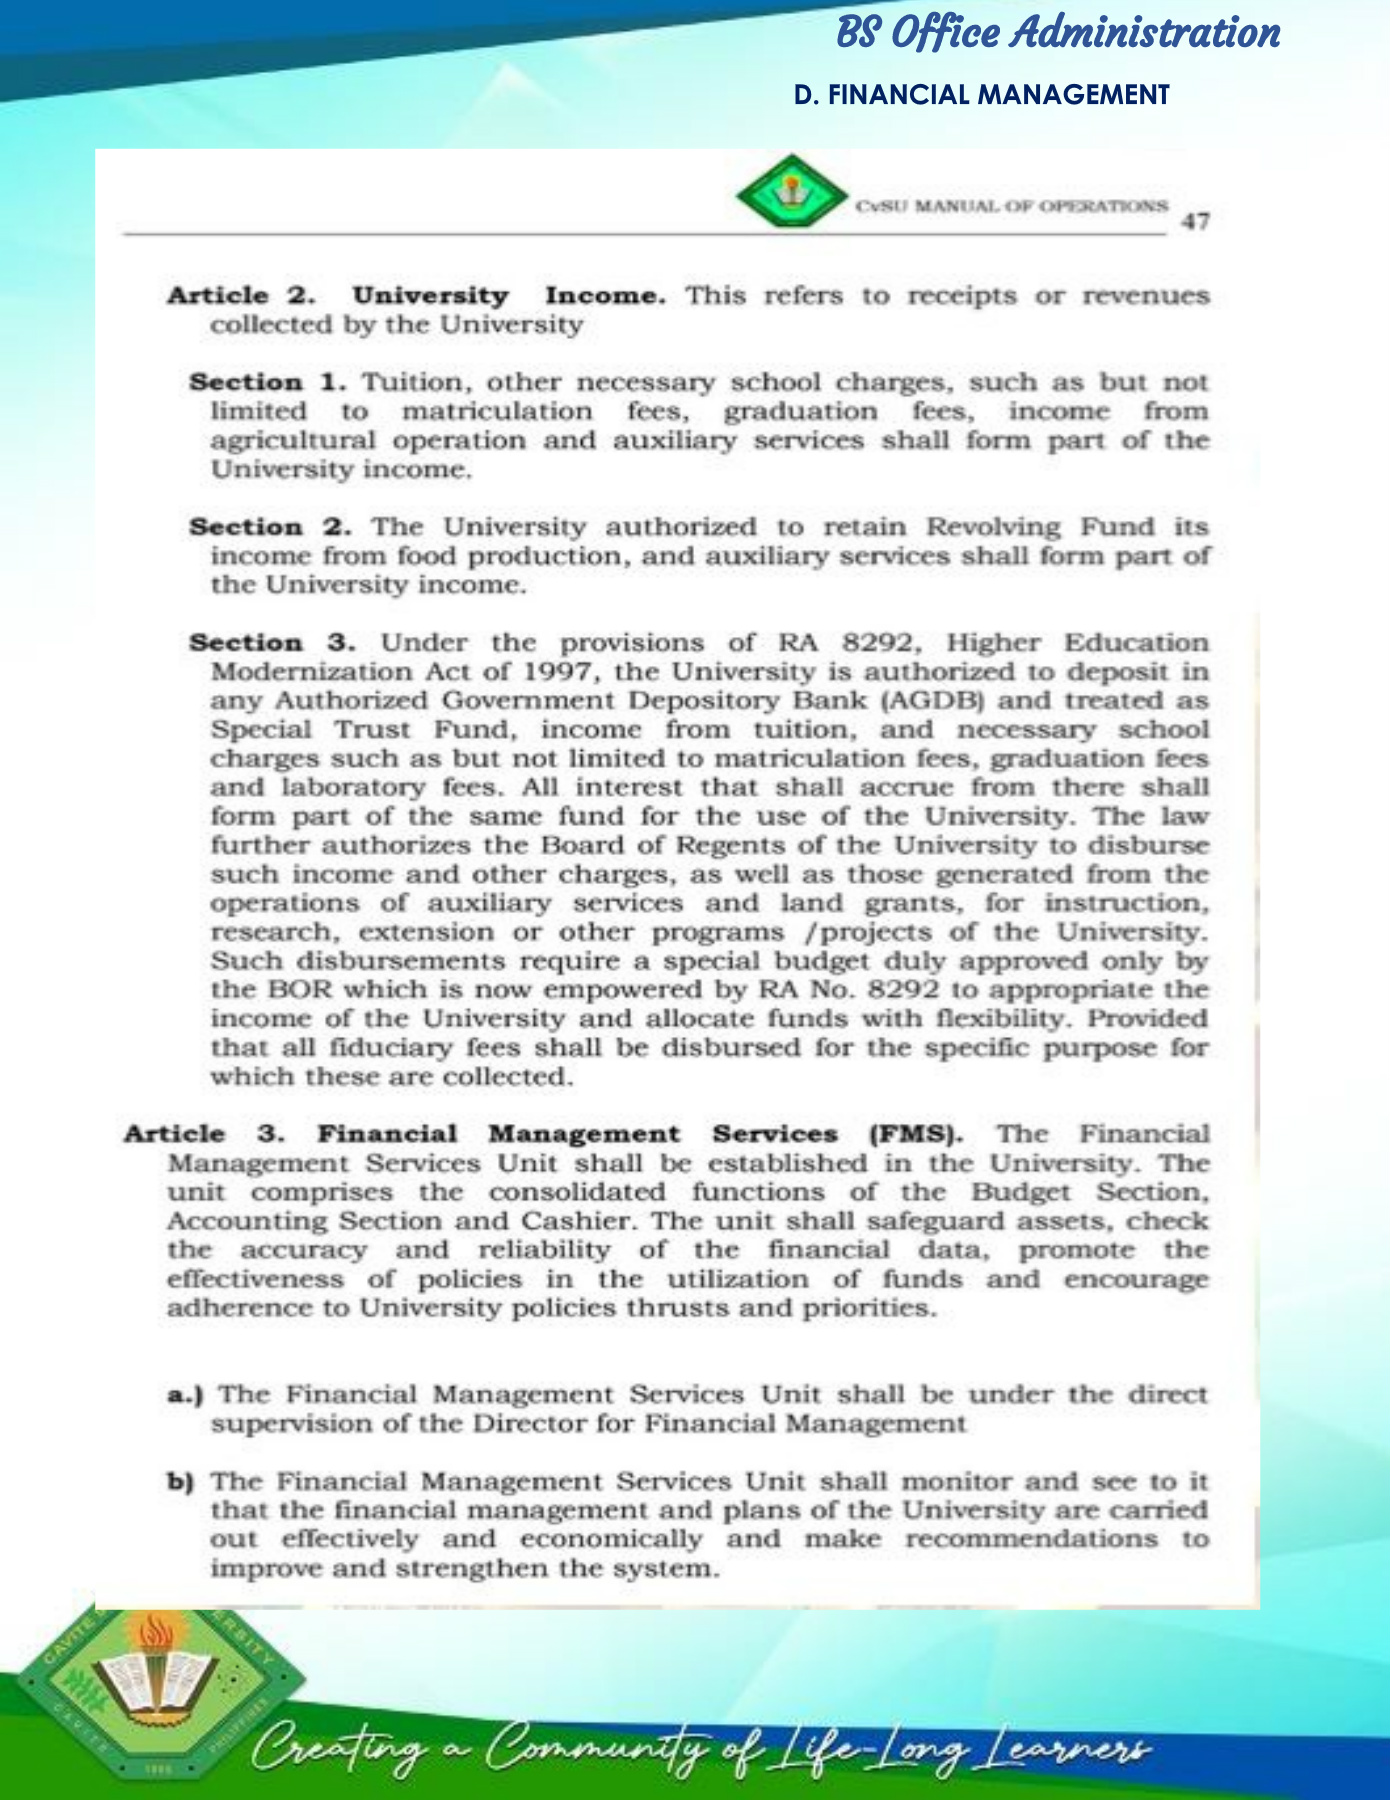 BS Office Administration
D. FINANCIAL MANAGEMENT
CvSU MANUAL OF OPERATIONS 47
Article 2. University Income. This refers to receipts or revenues
collected by the University
Section 1. Tuition, other necessary school charges, such as but not
limited to matriculation fees, graduation fees, income from
agricultural operation and auxiliary services shall form part of the
University income.
Section 2. The University authorized to retain Revolving Fund its
income from food production, and auxiliary services shall form part of
the University income.
Section 3. Under the provisions of RA 8292, Higher Education
Modernization Act of 1997, the University is authorized to deposit in
any Authorized Government Depository Bank (AGDB) and treated as
Special Trust Fund, income from tuition, and necessary school
charges such as but not limited to matriculation fees, graduation fees
and laboratory fees. All interest that shall accrue from there shall
form part of the same fund for the use of the University. The law
further authorizes the Board of Regents of the University to disburse
such income and other charges, as well as those generated from the
operations of auxiliary services and land grants, for instruction,
research, extension or other programs /projects of the University.
Such disbursements require a special budget duly approved only by
the BOR which is now empowered by RA No. 8292 to appropriate the
income of the University and allocate funds with flexibility. Provided
that all fiduciary fees shall be disbursed for the specific purpose for
which these are collected.
Article 3. Financial Management Services (FMS). The Financial
Management Services Unit shall be established in the University. The
unit comprises the consolidated functions of the Budget Section,
Accounting Section and Cashier. The unit shall safeguard assets, check
the accuracy and reliability of the financial data, promote the
effectiveness of policies in the utilization of funds and encourage
adherence to University policies thrusts and priorities.
a.) The Financial Management Services Unit shall be under the direct
supervision of the Director for Financial Management
b) The Financial Management Services Unit shall monitor and see to it
that the financial management and plans of the University are carried
out effectively and economically and make recommendations to
improve and strengthen the system.
CAVITE
CAVITE
PHILIPPINES
1906
Creating a Community of Life-Long Learners